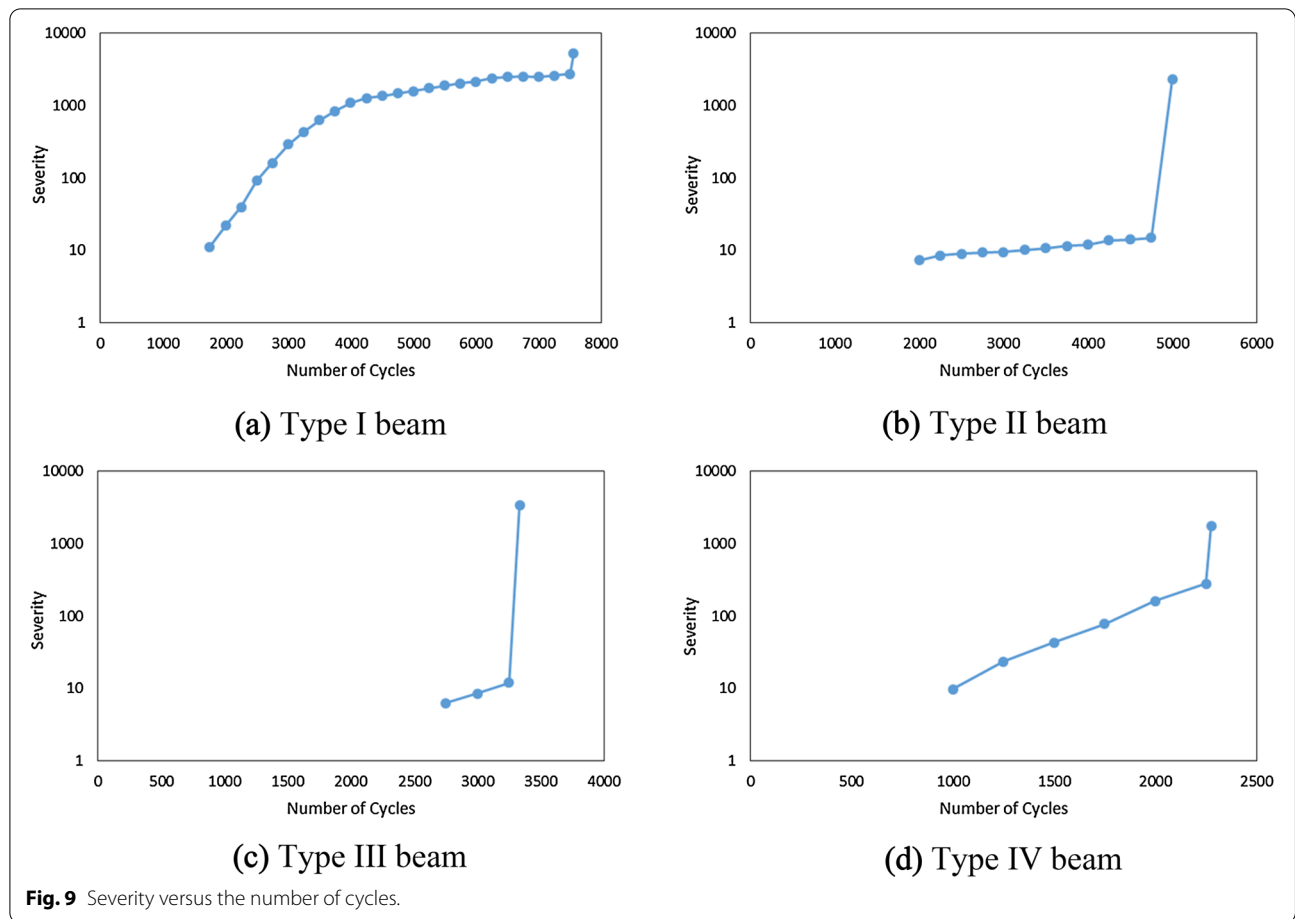 10000
1000
100
10
1
Severity
0 1000 2000 3000 4000 5000 6000 7000 8000
Number of Cycles
(a) Type I beam
10000
1000
100
10
1
Severity
0 1000 2000 3000 4000 5000 6000
Number of Cycles
(b) Type II beam
10000
1000
100
10
1
Severity
0 500 1000 1500 2000 2500 3000 3500 4000
Number of Cycles
(c) Type III beam
10000
1000
100
10
1
Severity
0 500 1000 1500 2000 2500
Number of Cycles
(d) Type IV beam
Fig. 9 Severity versus the number of cycles.